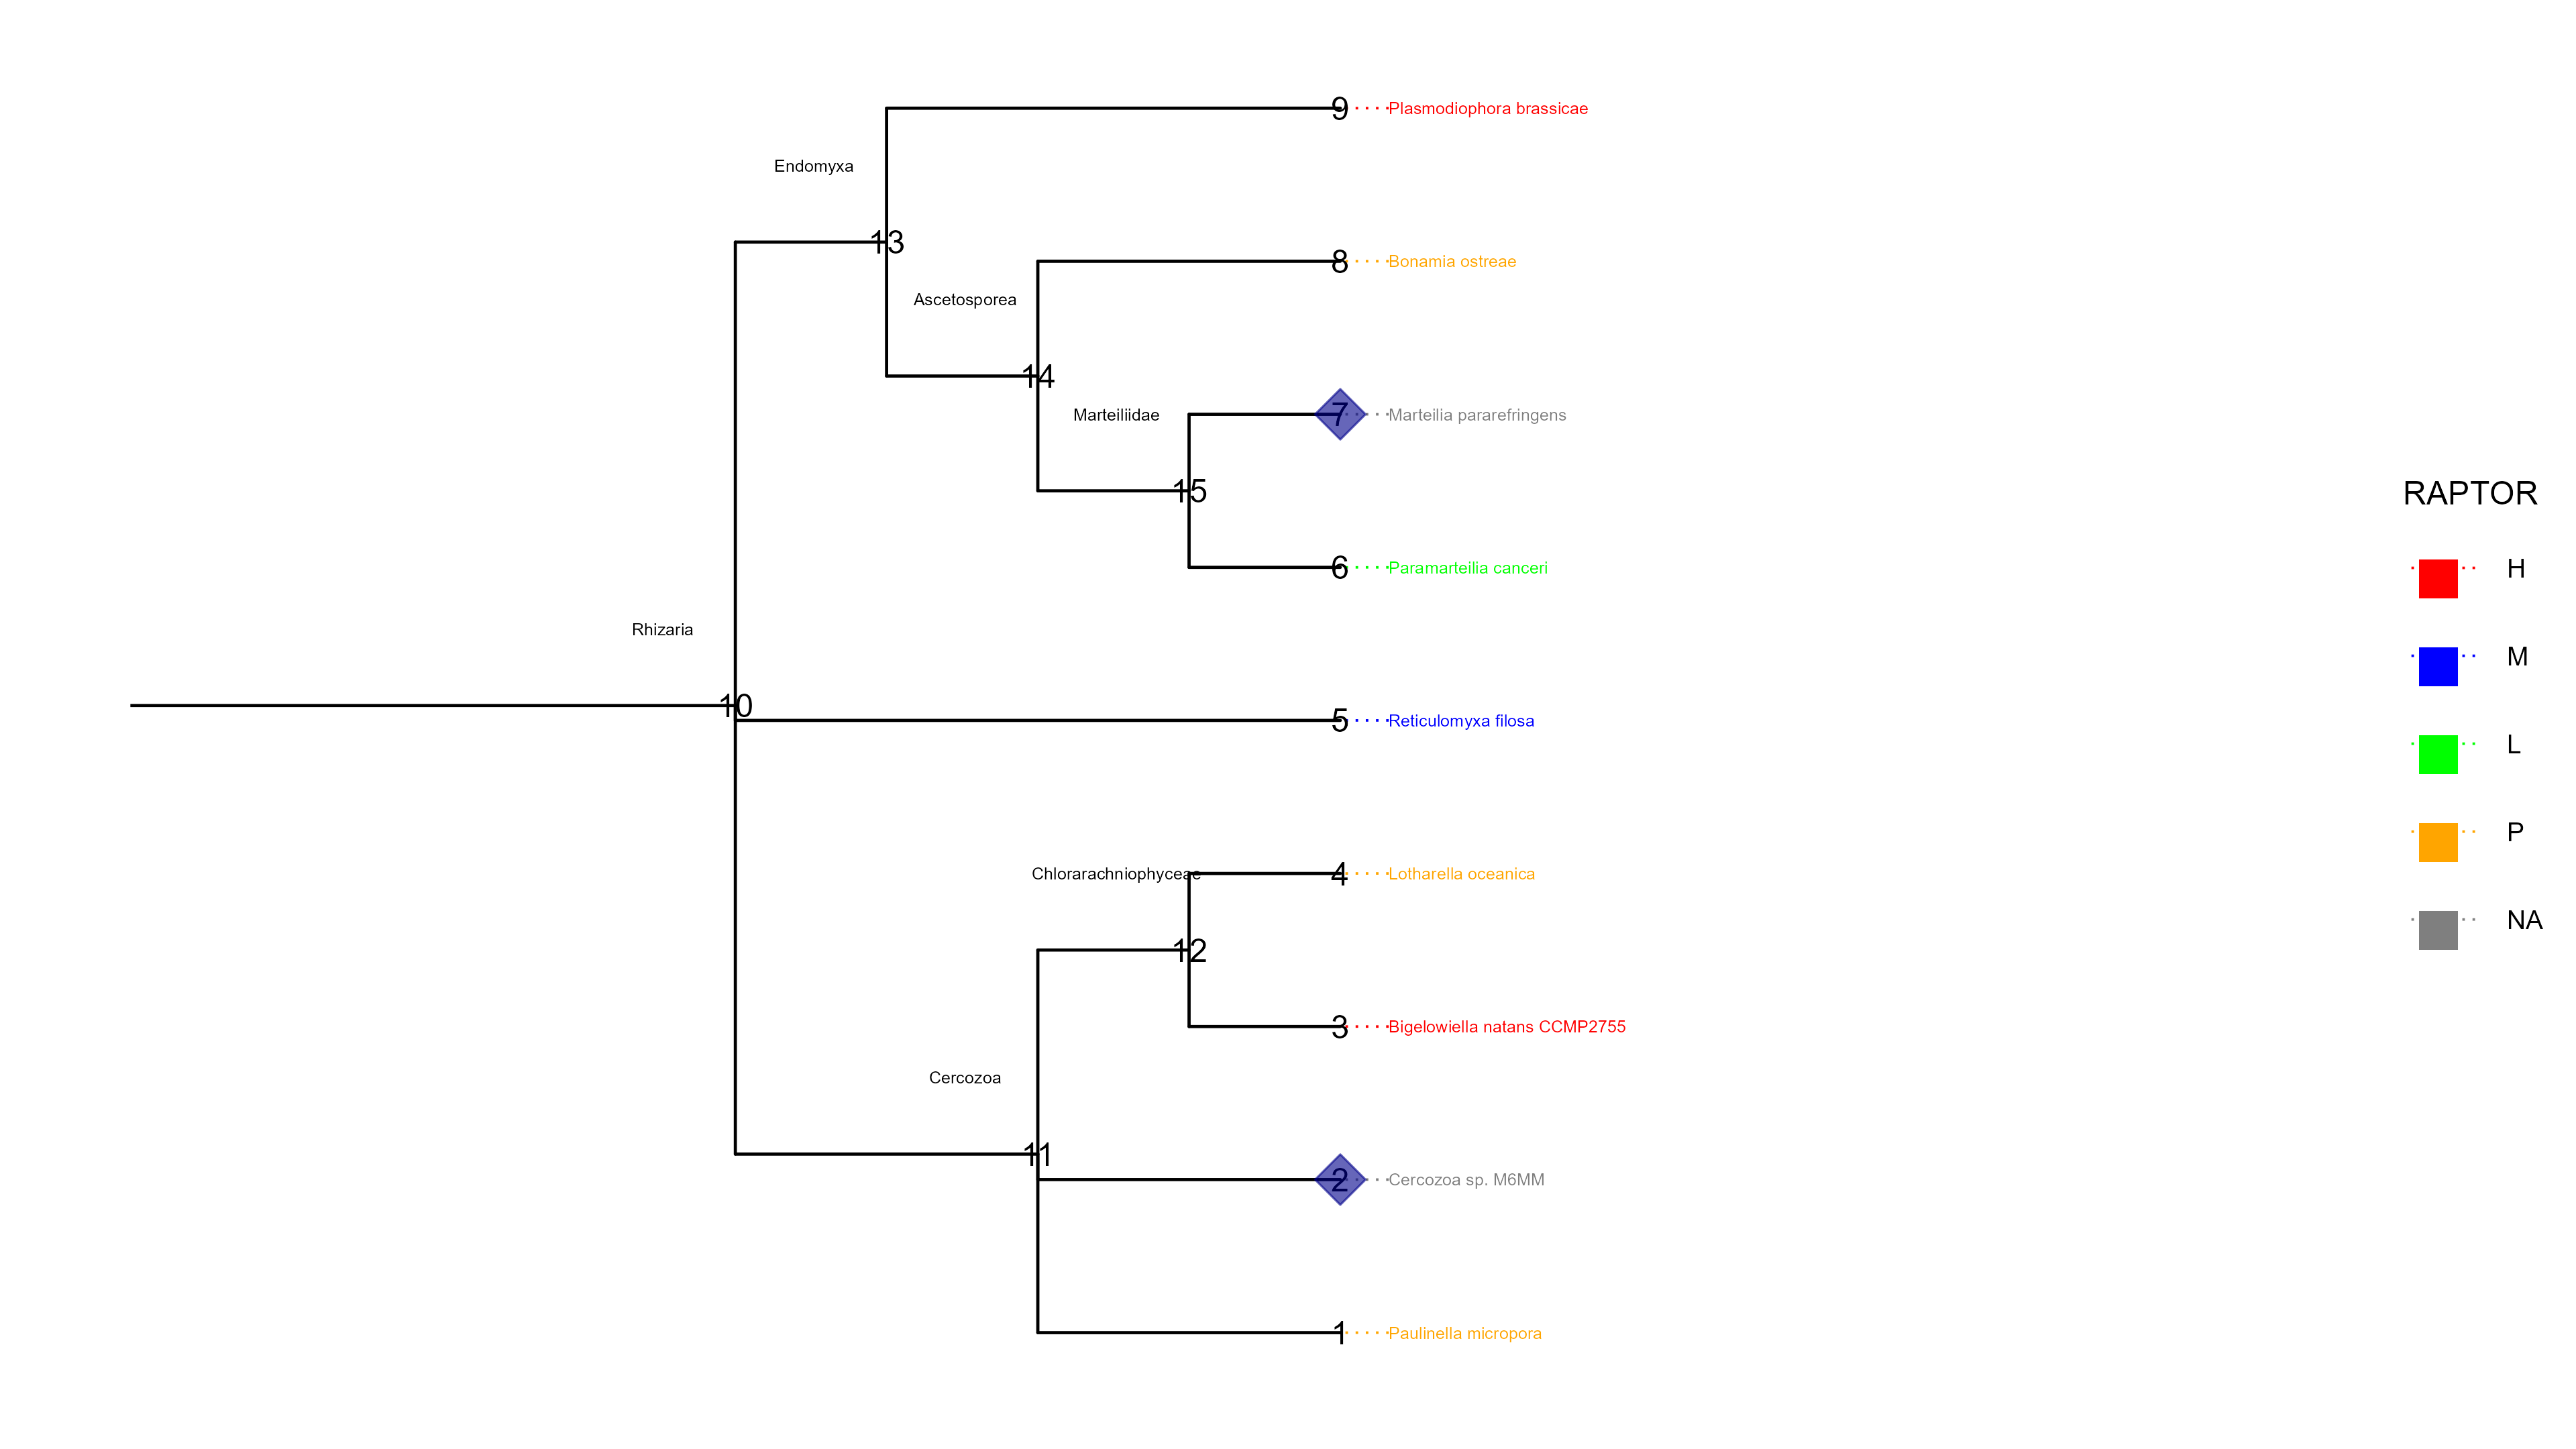 9
Plasmodiophora brassicae
Endomyxa
13
8
Bonamia ostreae
Ascetosporea
14
Marteiliidae
7
Marteilia pararefringens
15
6
Paramarteilia canceri
Rhizaria
10
5
Reticulomyxa filosa
Chlorarachniophyceae
4
Lotharella oceanica
12
3
Bigelowiella natans CCMP2755
Cercozoa
11
2
Cercozoa sp. M6MM
1
Paulinella micropora
RAPTOR
H
M
L
P
NA